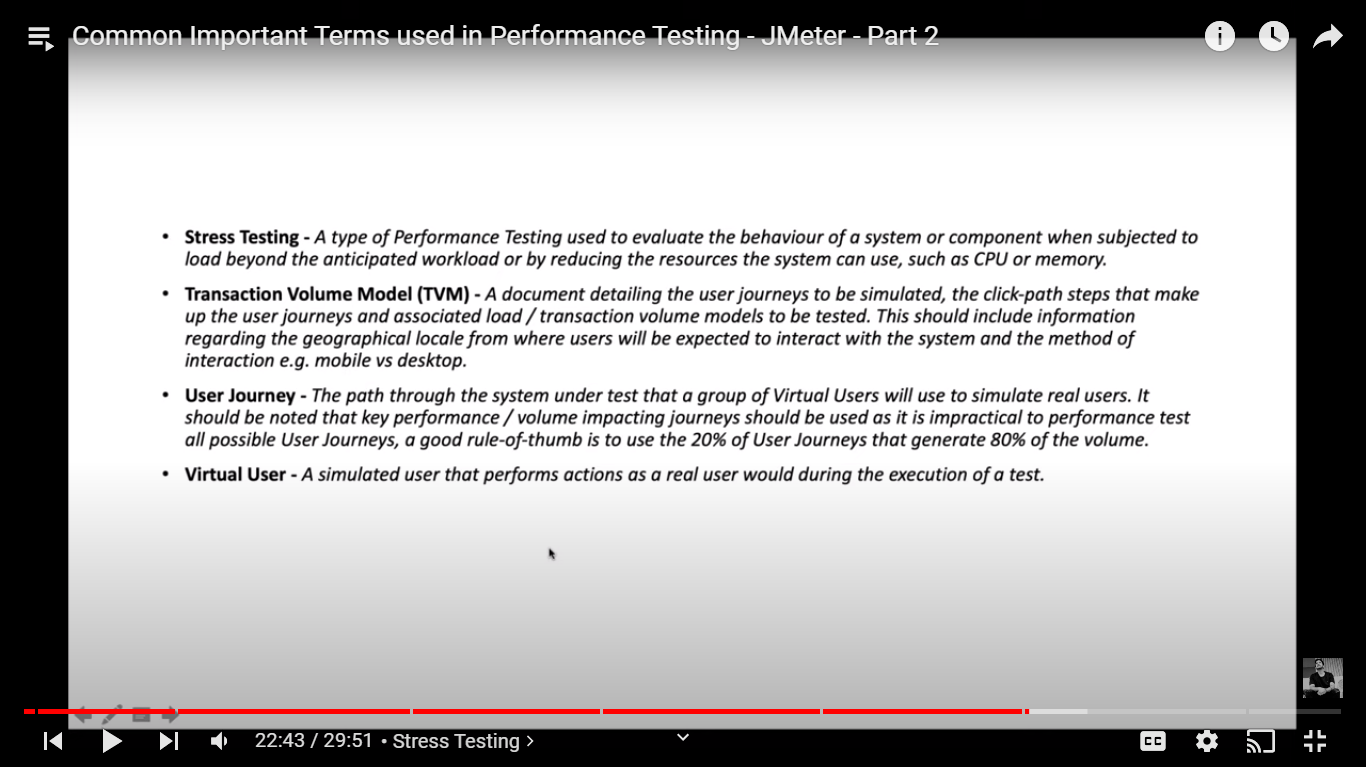 Common Important Terms used in Performance Testing - JMeter - Part 2
• Stress Testing - A type of Performance Testing used to evaluate the behaviour of a system or component when subjected to
load beyond the anticipated workload or by reducing the resources the system can use, such as CPU or memory.
• Transaction Volume Model (TVM) - A document detailing the user journeys to be simulated, the click-path steps that make
up the user journeys and associated load / transaction volume models to be tested. This should include information
regarding the geographical locale from where users will be expected to interact with the system and the method of
interaction e.g. mobile vs desktop.
• User Journey - The path through the system under test that a group of Virtual Users will use to simulate real users. It
should be noted that key performance / volume impacting journeys should be used as it is impractical to performance test
all possible User Journeys, a good rule-of-thumb is to use the 20% of User Journeys that generate 80% of the volume.
• Virtual User - A simulated user that performs actions as a real user would during the execution of a test.
22:43 / 29:51 • Stress Testing >
CC